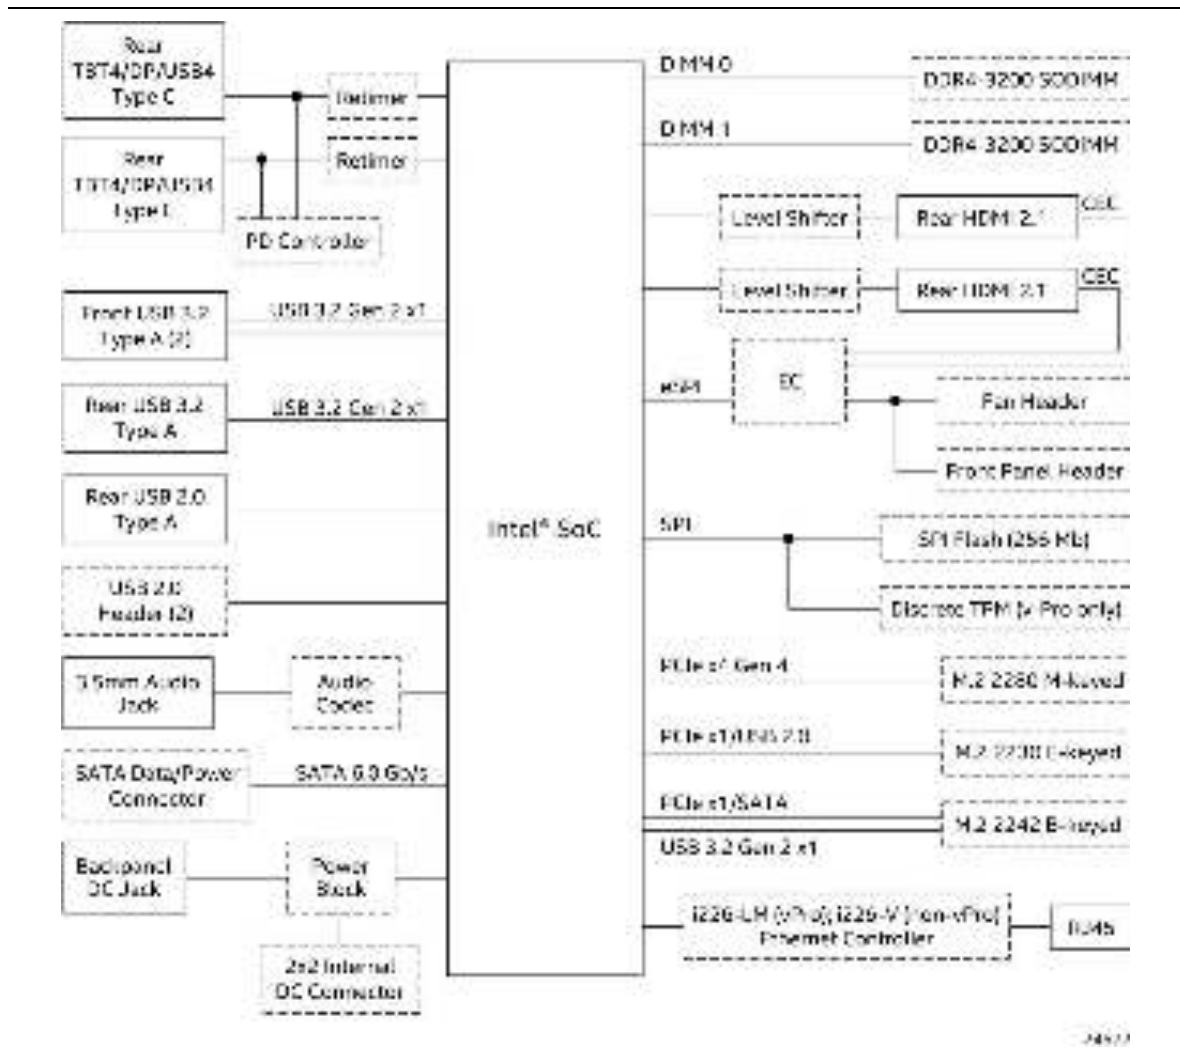 Rear
TBT4/DP/USB4
Type C
Retimer
Rear
TBT4/DP/USB4
Type C
Retimer
PD Controller
Front USB 3.2
Type A (2)
USB 3.2 Gen 2 x1
Rear USB 3.2
Type A
USB 3.2 Gen 2 x1
Rear USB 2.0
Type A
USB 2.0
Header (2)
3.5mm Audio
Jack
Audio
Codec
SATA Data/Power
Connector
SATA 6.0 Gb/s
Backpanel
DC Jack
Power
Block
2x2 Internal
DC Connector
Intel® SoC
DIMM 0
DDR4-3200 SODIMM
DIMM 1
DDR4-3200 SODIMM
Level Shifter
Rear HDMI 2.1
CEC
Level Shifter
Rear HDMI 2.1
CEC
eSPI
EC
Fan Header
Front Panel Header
SPI
SPI Flash (256 Mb)
Discrete TPM (v-Pro only)
PCIe x4 Gen 4
M.2 2280 M-keyed
PCIe x1/USB 2.0
M.2 2230 E-keyed
PCIe x1/SATA
M.2 2242 B-keyed
USB 3.2 Gen 2 x1
i226-LM (vPro); i226-V (non-vPro)
Ethernet Controller
RJ45